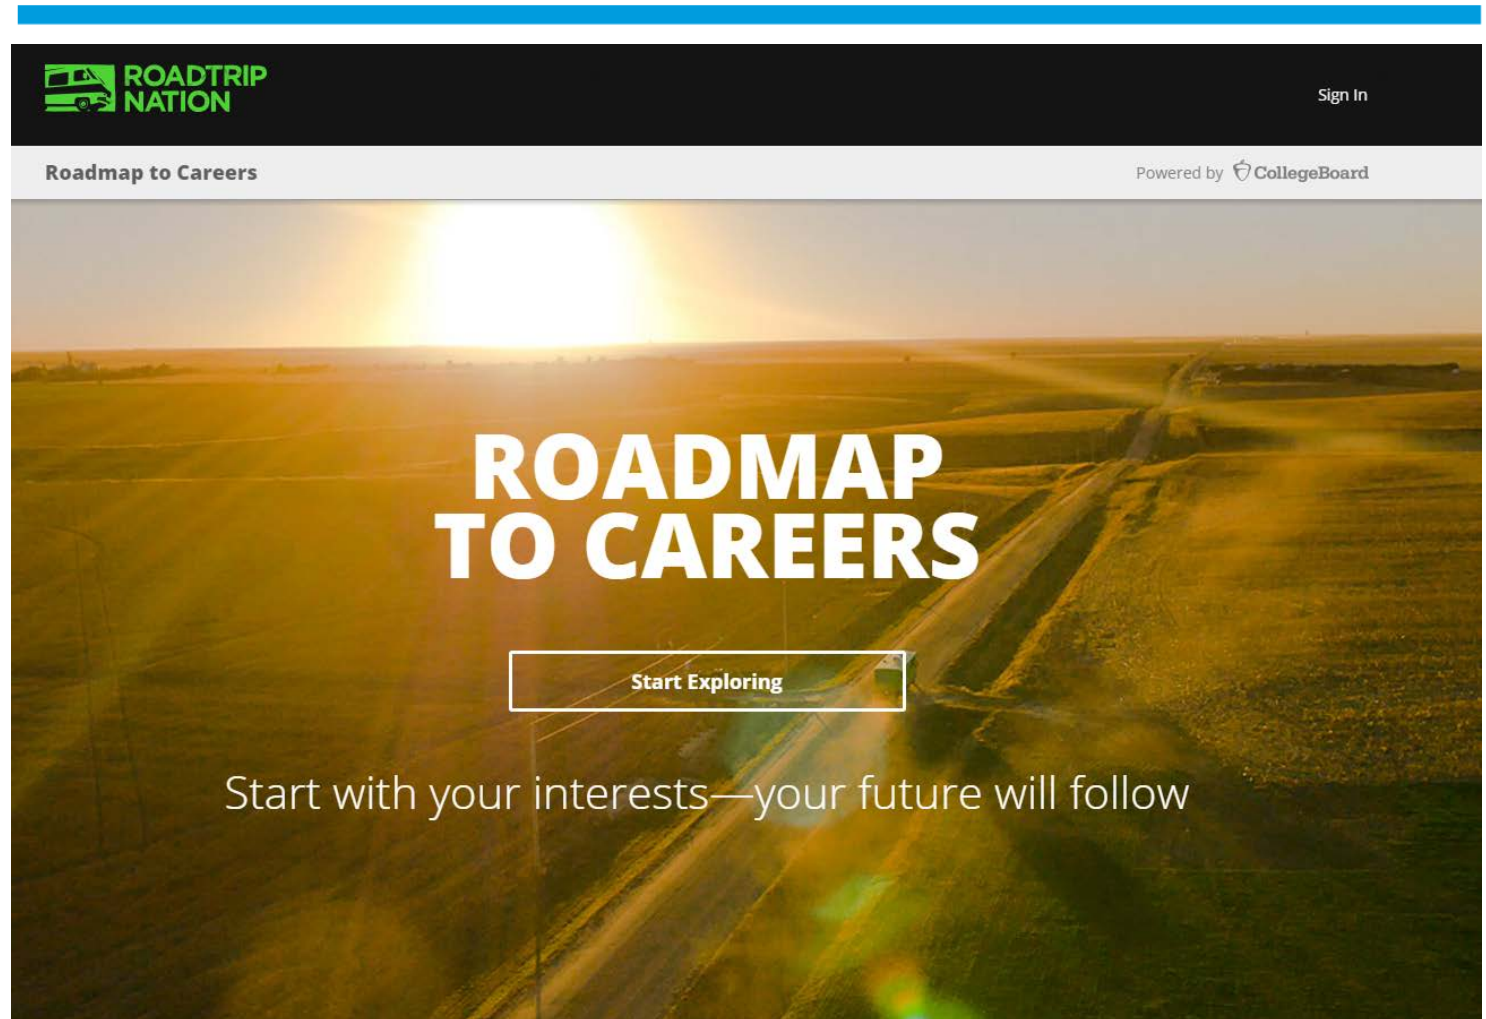 ROADTRIP
NATION
Sign In
Roadmap to Careers
Powered by CollegeBoard
ROADMAP
TO CAREERS
Start Exploring
Start with your interests—your future will follow